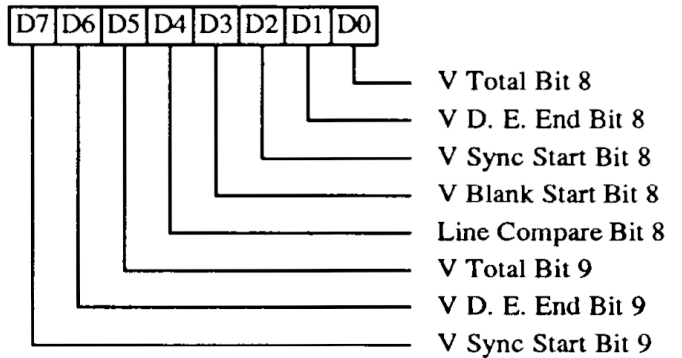 D7 D6 D5 D4 D3 D2 D1 D0
V Total Bit 8
V D. E. End Bit 8
V Sync Start Bit 8
V Blank Start Bit 8
Line Compare Bit 8
V Total Bit 9
V D. E. End Bit 9
V Sync Start Bit 9